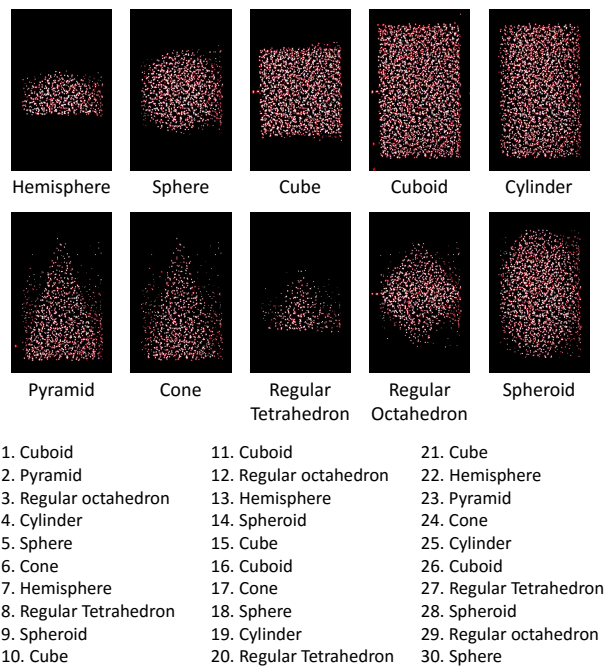 Hemisphere
Sphere
Cube
Cuboid
Cylinder
Pyramid
Cone
Regular
Tetrahedron
Regular
Octahedron
Spheroid
1. Cuboid
2. Pyramid
3. Regular octahedron
4. Cylinder
5. Sphere
6. Cone
7. Hemisphere
8. Regular Tetrahedron
9. Spheroid
10. Cube
11. Cuboid
12. Regular octahedron
13. Hemisphere
14. Spheroid
15. Cube
16. Cuboid
17. Cone
18. Sphere
19. Cylinder
20. Regular Tetrahedron
21. Cube
22. Hemisphere
23. Pyramid
24. Cone
25. Cylinder
26. Cuboid
27. Regular Tetrahedron
28. Spheroid
29. Regular octahedron
30. Sphere